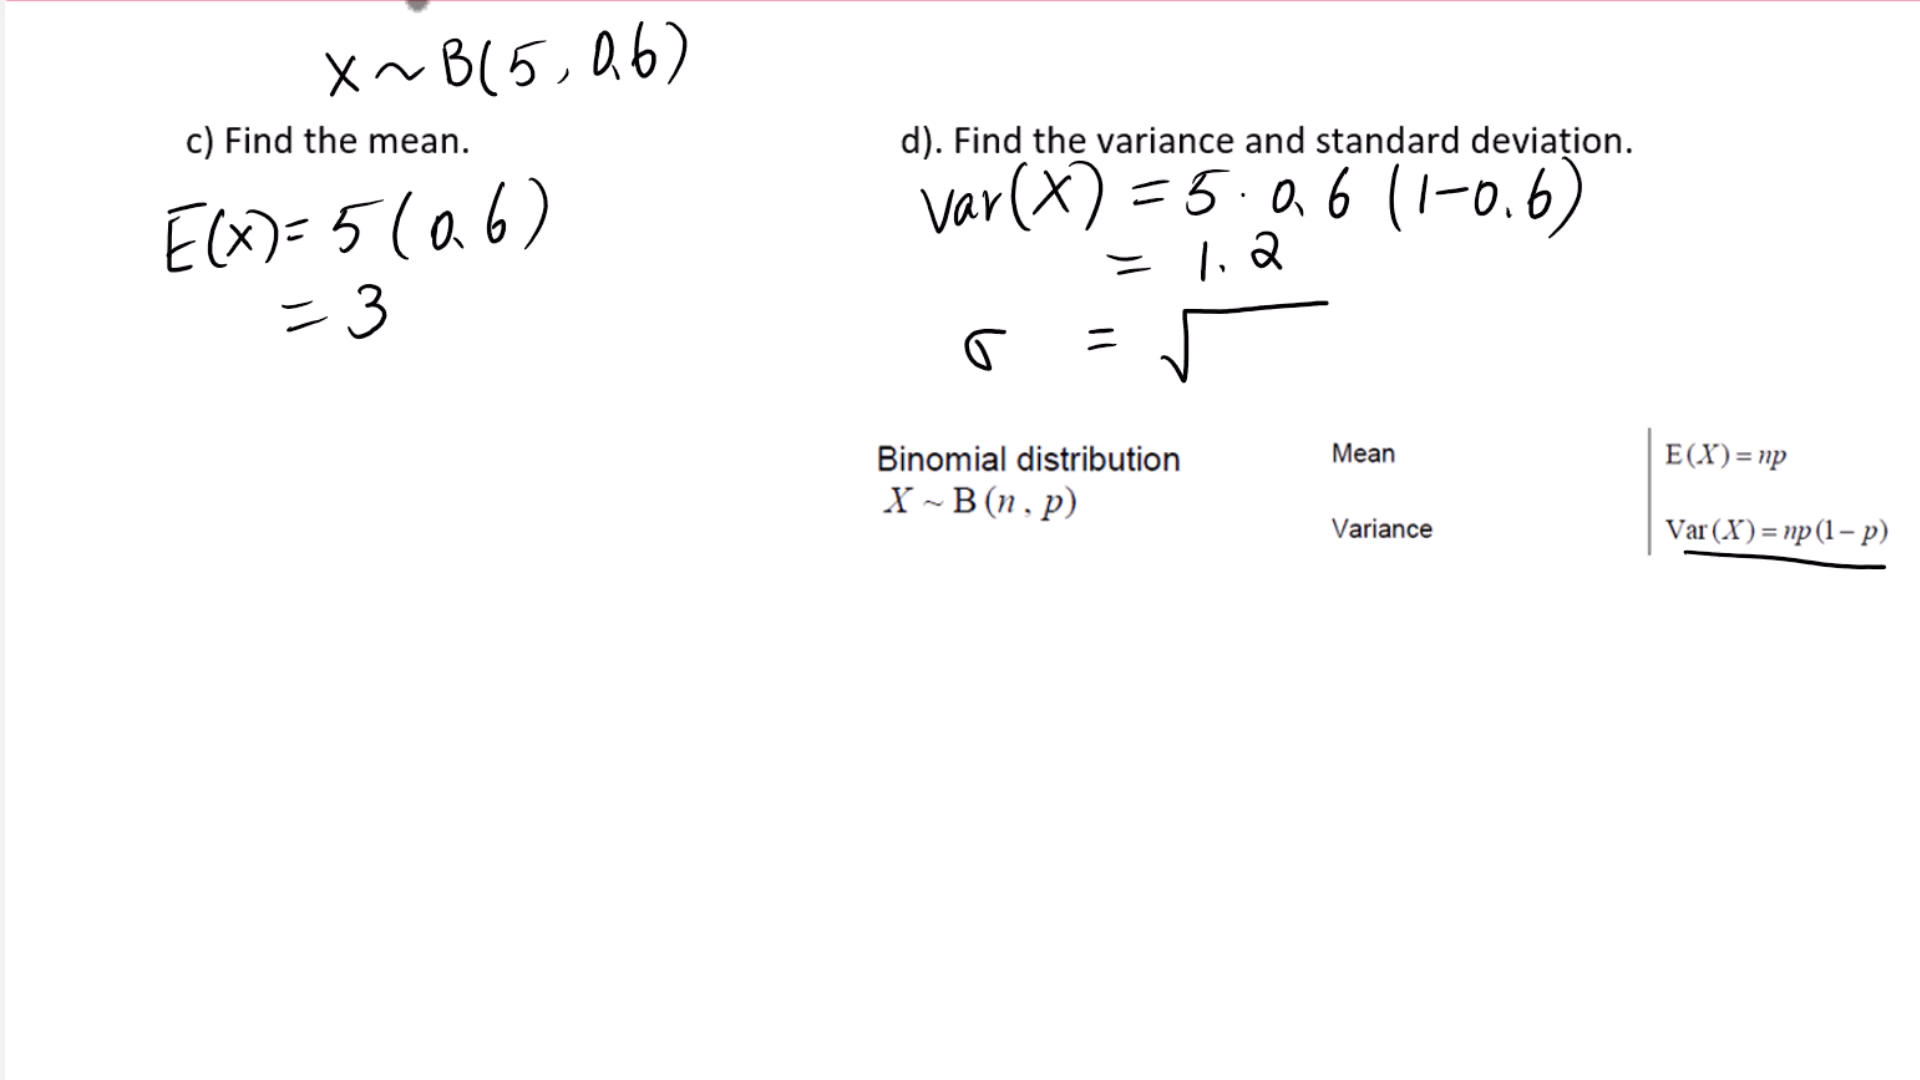 X ~ B(5, 0.6)
c) Find the mean.
E(x) = 5(0.6)
= 3
d). Find the variance and standard deviation.
Var(X) = 5 · 0.6 (1-0.6)
= 1.2
σ = √
Binomial distribution
X ~ B (n , p)
Mean
E(X) = np
Variance
Var(X) = np(1 – p)